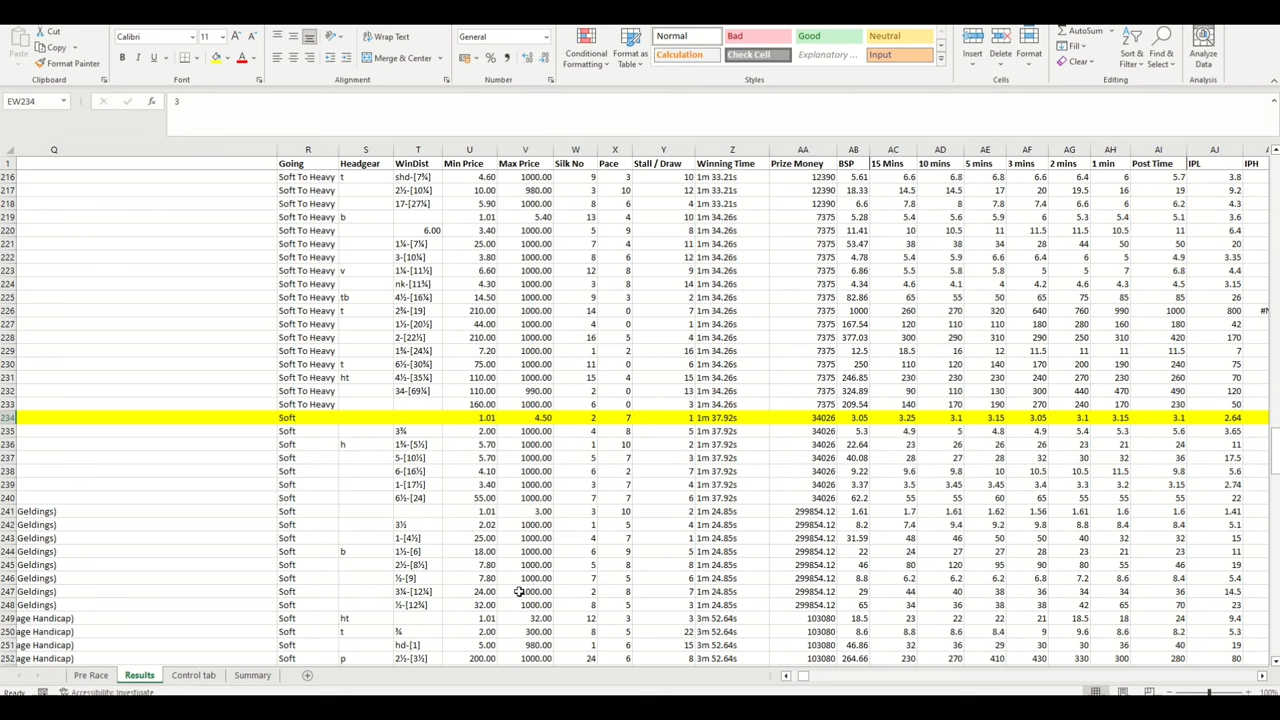 Cut Calibri 11 Wrap Text General Normal Bad Good Neutral AutoSum
Paste Copy Conditional Format as Insert Delete Format Fill Sort & Find & Analyze
Format Painter Merge & Center Formatting Table Calculation Check Cell Explanatory ... Input Clear Filter Select Data
Clipboard Font Alignment Number Styles Cells Editing Analysis
EW234 fx 3
Q R S T U V W X Y Z AA AB AC AD AE AF AG AH AI AJ
1 Going Headgear WinDist Min Price Max Price Silk No Pace Stall / Draw Winning Time Prize Money BSP 15 Mins 10 mins 5 mins 3 mins 2 mins 1 min Post Time IPL IPH
216 Soft To Heavy t shd-[7¾] 4.60 1000.00 9 3 10 1m 33.21s 12390 5.61 6.6 6.8 6.8 6.6 6.4 6 5.7 3.8
217 Soft To Heavy 2½-[10¾] 10.00 980.00 3 10 12 1m 33.21s 12390 18.33 14.5 14.5 17 20 19.5 16 19 9.2
218 Soft To Heavy 17-[27¼] 5.90 1000.00 8 6 4 1m 33.21s 12390 6.6 7.8 8 7.8 7.4 6.6 6 6.2 4.3
219 Soft To Heavy b 1.01 5.40 13 4 10 1m 34.26s 7375 5.28 5.4 5.6 5.9 6 5.3 5.4 5.1 3.6
220 Soft To Heavy 6.00 3.40 1000.00 5 9 8 1m 34.26s 7375 11.41 10 10.5 11 11.5 10.5 11 11 6.4
221 Soft To Heavy 1¼-[7¼] 25.00 1000.00 7 4 11 1m 34.26s 7375 53.47 38 38 34 28 44 50 50 20
222 Soft To Heavy 3-[10¼] 3.80 1000.00 8 6 12 1m 34.26s 7375 4.78 5.4 5.9 6.6 6.4 6 5 4.9 3.35
223 Soft To Heavy v 1¼-[11½] 6.60 1000.00 12 8 9 1m 34.26s 7375 6.86 5.5 5.8 5.8 5 5 7 6.8 4.4
224 Soft To Heavy nk-[11¾] 4.30 1000.00 3 8 14 1m 34.26s 7375 4.34 4.6 4.1 4 4.2 4.6 4.3 4.5 3.15
225 Soft To Heavy tb 4½-[16¼] 14.50 1000.00 9 3 2 1m 34.26s 7375 82.86 65 55 50 65 75 85 85 26
226 Soft To Heavy t 2¾-[19] 210.00 1000.00 14 0 7 1m 34.26s 7375 1000 260 270 320 640 760 990 1000 800
227 Soft To Heavy 1½-[20½] 44.00 1000.00 4 0 1 1m 34.26s 7375 167.54 120 110 110 180 280 160 180 42
228 Soft To Heavy 2-[22½] 210.00 1000.00 16 5 4 1m 34.26s 7375 377.03 300 290 310 290 250 310 420 170
229 Soft To Heavy 1¾-[24¼] 7.20 1000.00 1 2 16 1m 34.26s 7375 12.5 18.5 16 12 11.5 11 11 11.5 7
230 Soft To Heavy t 6½-[30¾] 75.00 1000.00 11 0 6 1m 34.26s 7375 250 110 120 140 150 180 200 260 75
231 Soft To Heavy ht 4½-[35¼] 110.00 1000.00 15 4 15 1m 34.26s 7375 246.85 230 230 240 230 270 200 260 70
232 Soft To Heavy 34-[69¼] 110.00 990.00 2 0 13 1m 34.26s 7375 324.89 90 110 300 440 470 470 490 120
233 Soft To Heavy 160.00 1000.00 6 0 3 1m 34.26s 7375 209.54 140 170 190 270 240 170 230 50
234 Soft 1.01 4.50 2 7 1 1m 37.92s 34026 3.05 3.25 3.1 3.15 3.05 3.1 3.15 3.1 2.64
235 Soft 3¾ 2.00 1000.00 4 8 5 1m 37.92s 34026 5.3 4.9 5 4.8 4.9 5.4 5.3 5.6 3.65
236 Soft h 1¾-[5½] 5.70 1000.00 1 10 2 1m 37.92s 34026 22.64 23 26 26 23 23 21 24 11
237 Soft 5-[10½] 5.70 1000.00 5 7 3 1m 37.92s 34026 40.08 28 27 28 32 30 32 36 17.5
238 Soft 6-[16½] 4.10 1000.00 6 2 7 1m 37.92s 34026 9.22 9.6 9.8 10 10.5 10.5 11 9.8 5.6
239 Soft 1-[17½] 3.40 1000.00 3 7 4 1m 37.92s 34026 3.37 3.5 3.45 3.45 3.4 3.3 3.2 3.15 2.74
240 Soft 6½-[24] 55.00 1000.00 7 7 6 1m 37.92s 34026 62.2 55 55 60 65 55 55 55 22
241 Geldings) Soft 1.01 3.00 3 10 2 1m 24.85s 299854.12 1.61 1.7 1.61 1.62 1.56 1.61 1.6 1.6 1.41
242 Geldings) Soft 3½ 2.02 1000.00 1 5 4 1m 24.85s 299854.12 8.2 7.4 9.4 9.2 9.8 8.8 8.4 8.4 5.1
243 Geldings) Soft 1-[4½] 25.00 1000.00 4 7 1 1m 24.85s 299854.12 31.59 48 46 50 50 40 32 32 15
244 Geldings) Soft b 1½-[6] 18.00 1000.00 6 9 5 1m 24.85s 299854.12 22 24 27 27 28 23 21 23 11
245 Geldings) Soft 2½-[8½] 7.80 1000.00 5 8 8 1m 24.85s 299854.12 46 80 120 95 90 80 55 46 19
246 Geldings) Soft ½-[9] 7.80 1000.00 7 5 6 1m 24.85s 299854.12 8.8 6.2 6.2 6.8 7.2 8.6 8.4 8.4 5.4
247 Geldings) Soft 3¼-[12¼] 24.00 1000.00 2 8 7 1m 24.85s 299854.12 29 44 40 38 36 34 34 36 14.5
248 Geldings) Soft ½-[12¾] 32.00 1000.00 8 5 3 1m 24.85s 299854.12 65 34 36 38 38 42 65 70 23
249 age Handicap) Soft ht 1.01 32.00 12 3 3 3m 52.64s 103080 18.5 23 22 22 21 18.5 18 24 9.4
250 age Handicap) Soft t ¾ 2.00 300.00 8 5 22 3m 52.64s 103080 8.6 8.8 8.6 8.4 9 9.6 8.6 8.2 5.3
251 age Handicap) Soft hd-[1] 5.00 980.00 1 6 15 3m 52.64s 103080 46.86 32 30 34 35 36 40 40 19
252 age Handicap) Soft p 2½-[3½] 200.00 1000.00 24 6 8 3m 52.64s 103080 264.66 230 270 410 430 330 300 280 80
Pre Race Results Control tab Summary
Ready Accessibility: Investigate 100%